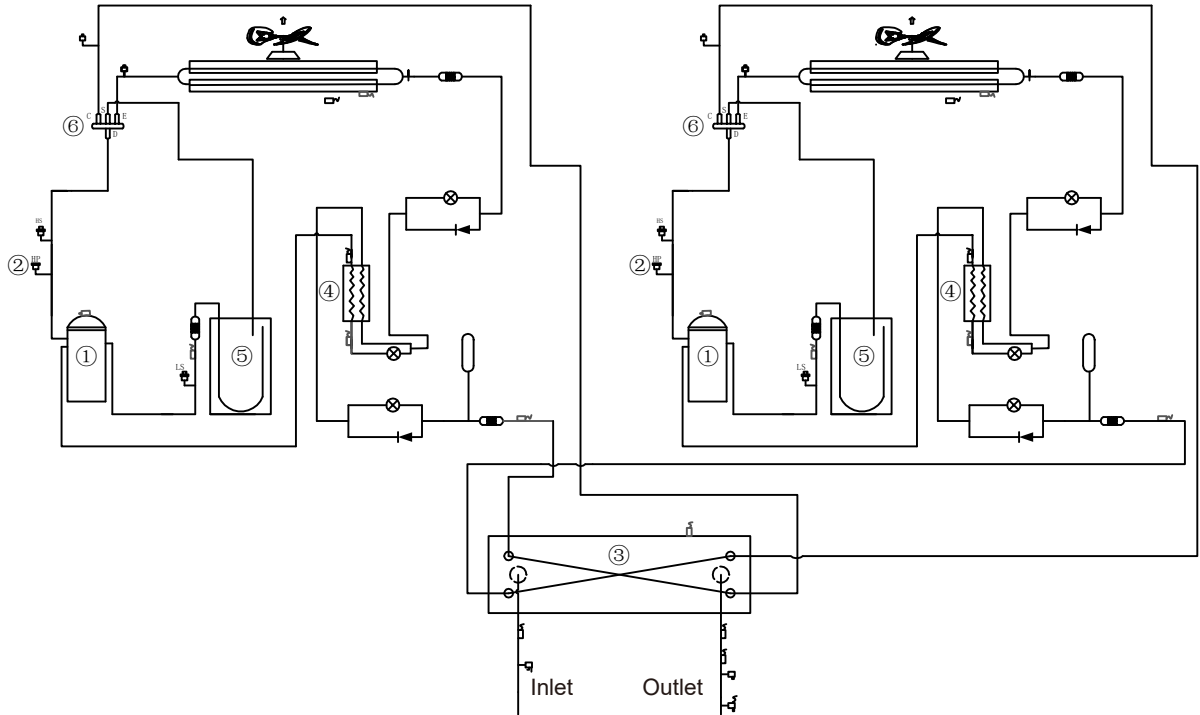 C S E C S E
⑥ D ⑥ D
HS HS
② HP ② HP
④ ④
① ⑤ ① ⑤
LS LS
③
Inlet Outlet